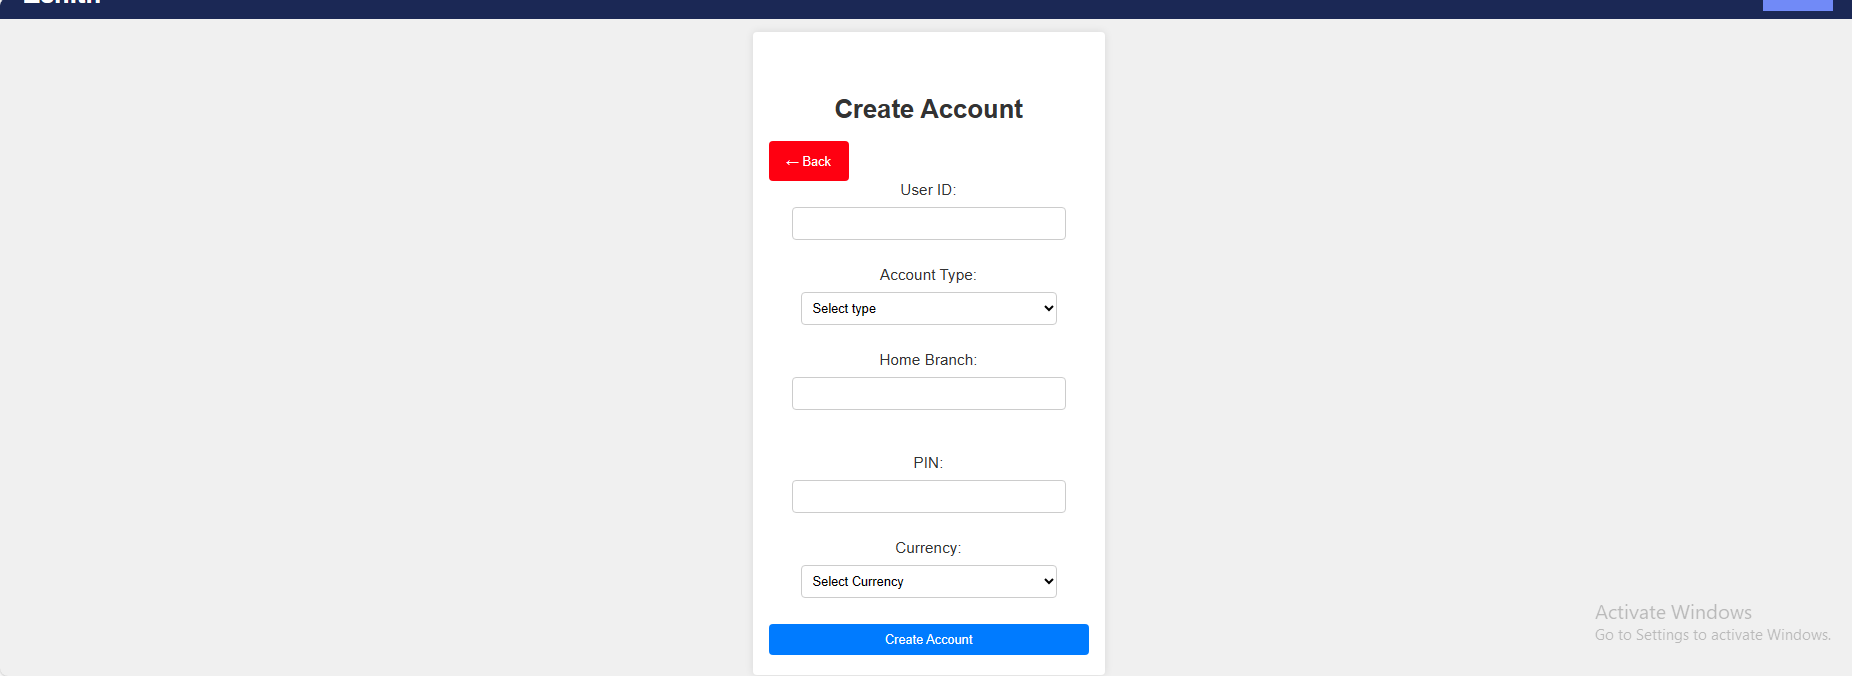 Create Account
← Back
User ID:
Account Type:
Select type
Home Branch:
PIN:
Currency:
Select Currency
Create Account
Activate Windows
Go to Settings to activate Windows.